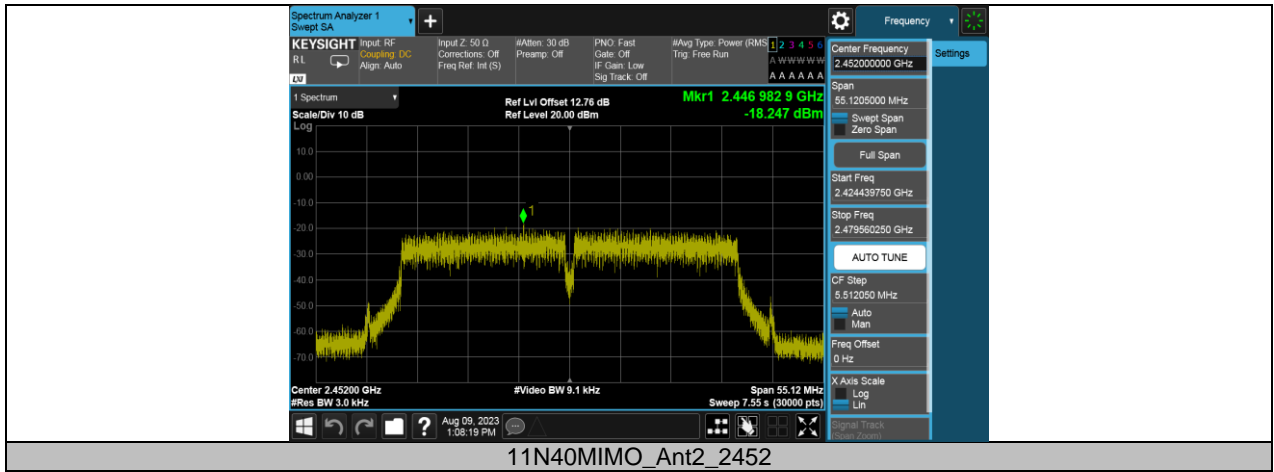 Spectrum Analyzer 1
Swept SA
Frequency
KEYSIGHT
RL
LXI
Input: RF
Coupling: DC
Align: Auto
Input Z: 50 Ω
Corrections: Off
Freq Ref: Int (S)
#Atten: 30 dB
Preamp: Off
PNO: Fast
Gate: Off
IF Gain: Low
Sig Track: Off
#Avg Type: Power (RMS
Trig: Free Run
1 2 3 4 5 6
A W W W W W
A A A A A A
Center Frequency
2.452000000 GHz
Settings
1 Spectrum
Ref Lvl Offset 12.76 dB
Mkr1 2.446 982 9 GHz
Scale/Div 10 dB
Ref Level 20.00 dBm
-18.247 dBm
Log
10.0
0.00
-10.0
-20.0
-30.0
-40.0
-50.0
-60.0
-70.0
1
Span
55.1205000 MHz
Swept Span
Zero Span
Full Span
Start Freq
2.424439750 GHz
Stop Freq
2.479560250 GHz
AUTO TUNE
CF Step
5.512050 MHz
Auto
Man
Freq Offset
0 Hz
X Axis Scale
Log
Lin
Signal Track
(Span Zoom)
Center 2.45200 GHz
#Video BW 9.1 kHz
Span 55.12 MHz
#Res BW 3.0 kHz
Sweep 7.55 s (30000 pts)
?
Aug 09, 2023
1:08:19 PM
11N40MIMO_Ant2_2452